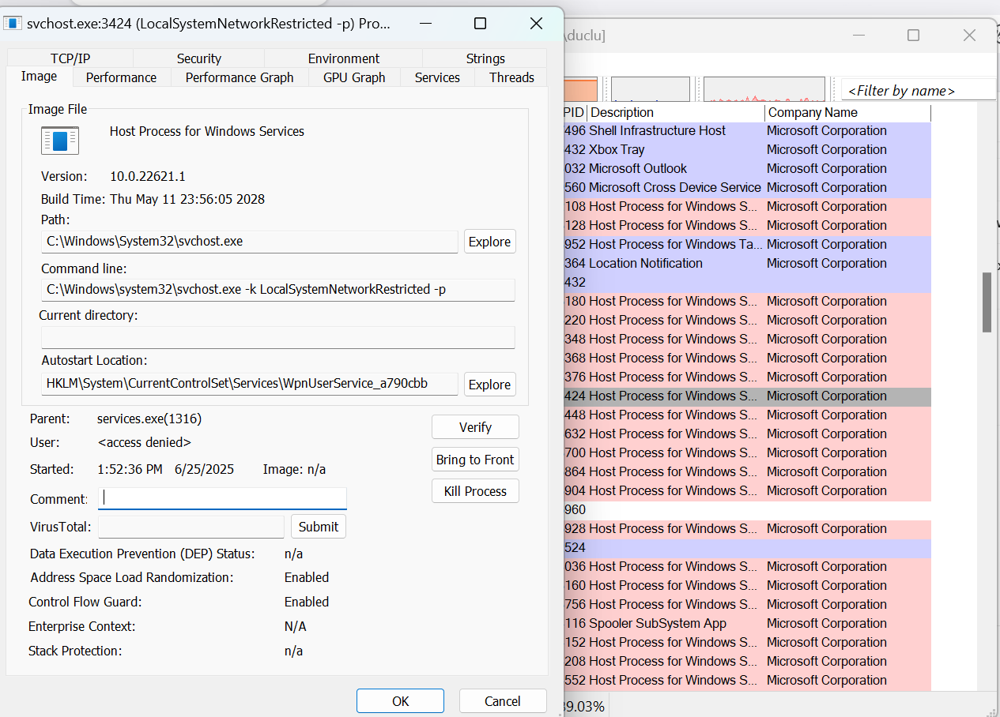 svchost.exe:3424 (LocalSystemNetworkRestricted -p) Pro...
TCP/IP Security Environment Strings
Image Performance Performance Graph GPU Graph Services Threads
Image File
Host Process for Windows Services
Version: 10.0.22621.1
Build Time: Thu May 11 23:56:05 2028
Path:
C:\Windows\System32\svchost.exe Explore
Command line:
C:\Windows\system32\svchost.exe -k LocalSystemNetworkRestricted -p
Current directory:
Autostart Location:
HKLM\System\CurrentControlSet\Services\WpnUserService_a790cbb Explore
Parent: services.exe(1316) Verify
User: <access denied> Bring to Front
Started: 1:52:36 PM 6/25/2025 Image: n/a
Kill Process
Comment:
VirusTotal: Submit
Data Execution Prevention (DEP) Status: n/a
Address Space Load Randomization: Enabled
Control Flow Guard: Enabled
Enterprise Context: N/A
Stack Protection: n/a
OK Cancel
\duclu]
<Filter by name>
PID Description Company Name
496 Shell Infrastructure Host Microsoft Corporation
432 Xbox Tray Microsoft Corporation
032 Microsoft Outlook Microsoft Corporation
560 Microsoft Cross Device Service Microsoft Corporation
108 Host Process for Windows S... Microsoft Corporation
128 Host Process for Windows S... Microsoft Corporation
952 Host Process for Windows Ta... Microsoft Corporation
364 Location Notification Microsoft Corporation
432
180 Host Process for Windows S... Microsoft Corporation
220 Host Process for Windows S... Microsoft Corporation
348 Host Process for Windows S... Microsoft Corporation
368 Host Process for Windows S... Microsoft Corporation
376 Host Process for Windows S... Microsoft Corporation
424 Host Process for Windows S... Microsoft Corporation
448 Host Process for Windows S... Microsoft Corporation
632 Host Process for Windows S... Microsoft Corporation
700 Host Process for Windows S... Microsoft Corporation
864 Host Process for Windows S... Microsoft Corporation
904 Host Process for Windows S... Microsoft Corporation
960
928 Host Process for Windows S... Microsoft Corporation
524
036 Host Process for Windows S... Microsoft Corporation
160 Host Process for Windows S... Microsoft Corporation
756 Host Process for Windows S... Microsoft Corporation
116 Spooler SubSystem App Microsoft Corporation
152 Host Process for Windows S... Microsoft Corporation
208 Host Process for Windows S... Microsoft Corporation
552 Host Process for Windows S... Microsoft Corporation
39.03%